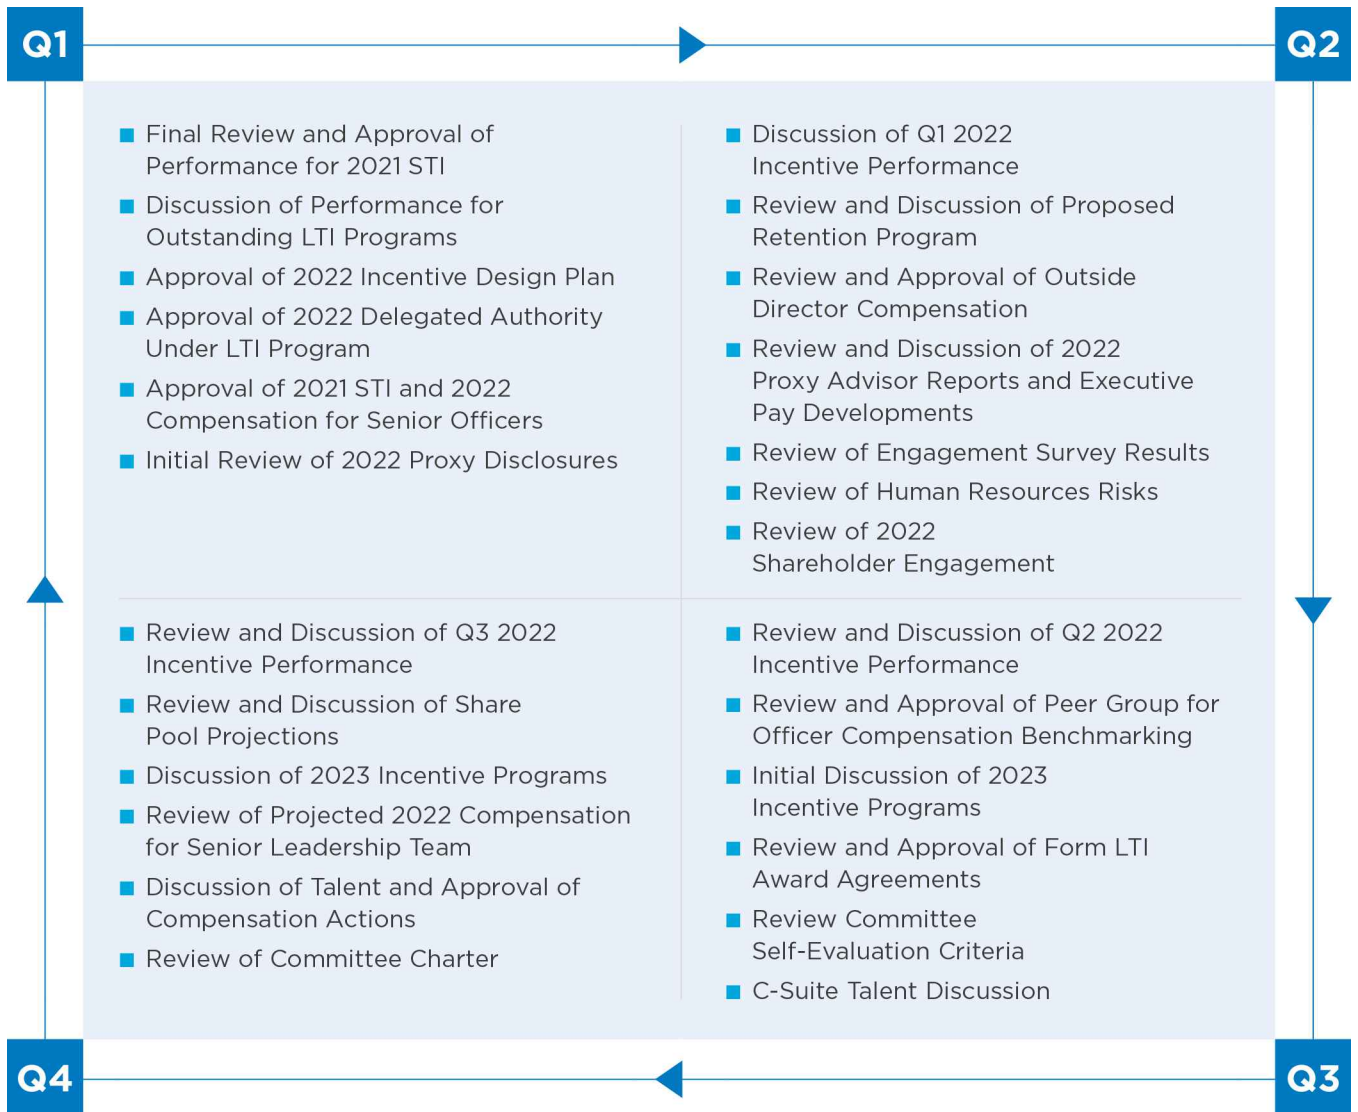 Q1
Q2
Final Review and Approval of
Performance for 2021 STI
Discussion of Performance for
Outstanding LTI Programs
Approval of 2022 Incentive Design Plan
Approval of 2022 Delegated Authority
Under LTI Program
Approval of 2021 STI and 2022
Compensation for Senior Officers
Initial Review of 2022 Proxy Disclosures
Discussion of Q1 2022
Incentive Performance
Review and Discussion of Proposed
Retention Program
Review and Approval of Outside
Director Compensation
Review and Discussion of 2022
Proxy Advisor Reports and Executive
Pay Developments
Review of Engagement Survey Results
Review of Human Resources Risks
Review of 2022
Shareholder Engagement
Review and Discussion of Q3 2022
Incentive Performance
Review and Discussion of Share
Pool Projections
Discussion of 2023 Incentive Programs
Review of Projected 2022 Compensation
for Senior Leadership Team
Discussion of Talent and Approval of
Compensation Actions
Review of Committee Charter
Review and Discussion of Q2 2022
Incentive Performance
Review and Approval of Peer Group for
Officer Compensation Benchmarking
Initial Discussion of 2023
Incentive Programs
Review and Approval of Form LTI
Award Agreements
Review Committee
Self-Evaluation Criteria
C-Suite Talent Discussion
Q4
Q3